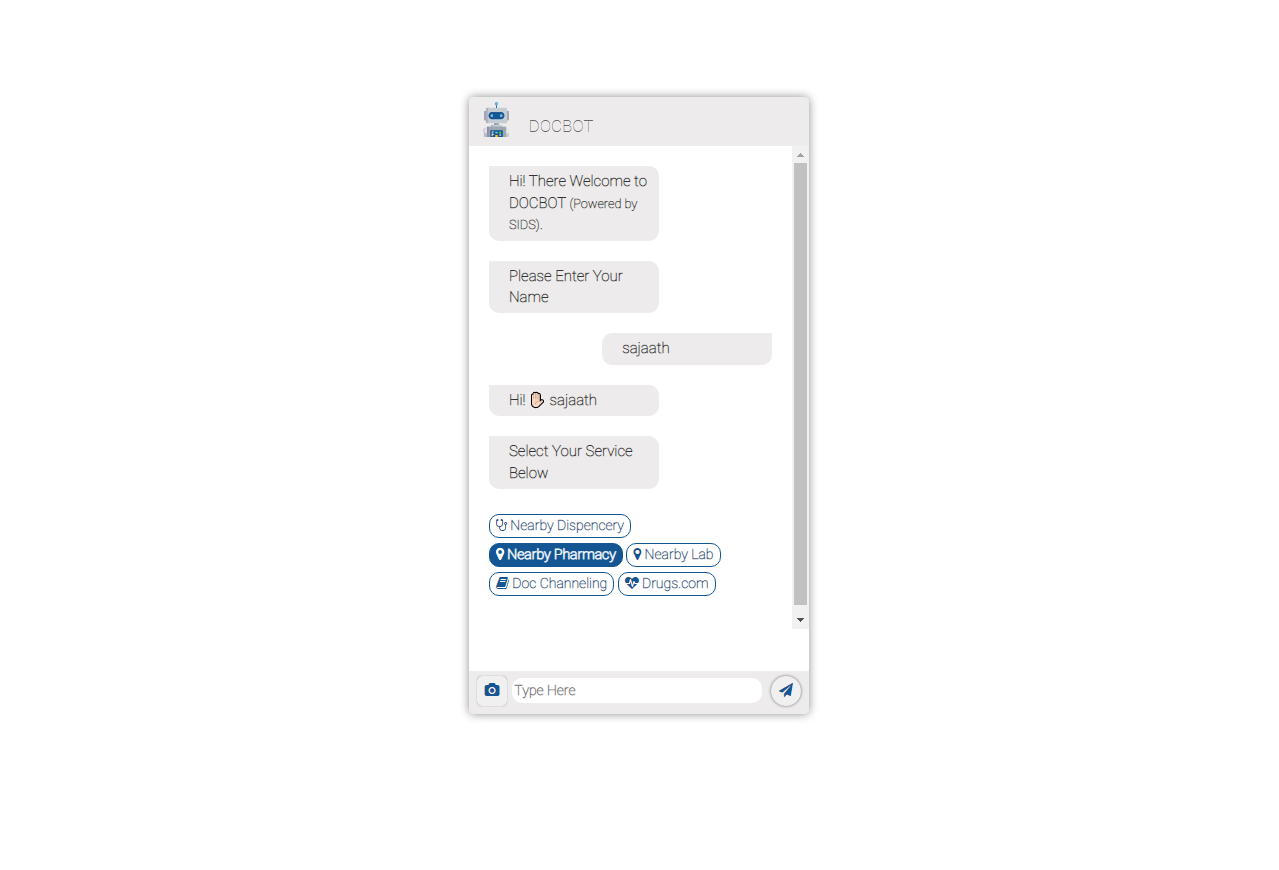 DOCBOT
Hi! There Welcome to
DOCBOT (Powered by
SIDS).
Please Enter Your
Name
sajaath
Hi! ✋ sajaath
Select Your Service
Below
Nearby Dispencery
Nearby Pharmacy Nearby Lab
Doc Channeling Drugs.com
Type Here